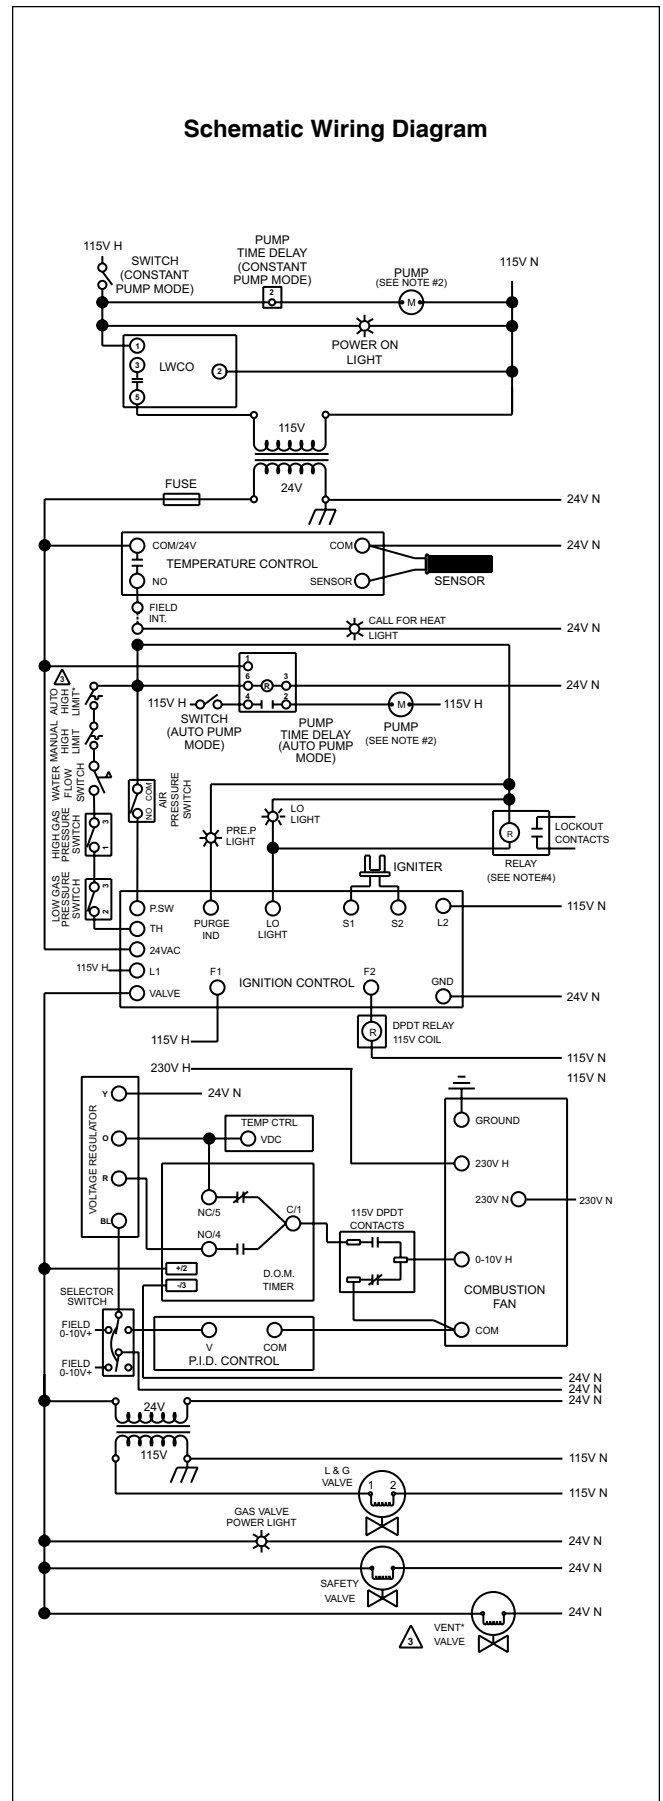 Schematic Wiring Diagram
115V H
SWITCH
(CONSTANT
PUMP MODE)
PUMP
TIME DELAY
(CONSTANT
PUMP MODE)
2
PUMP
(SEE NOTE #2)
M
115V N
POWER ON
LIGHT
1
3
5
LWCO
2
115V
24V
FUSE
24V N
COM/24V
NO
TEMPERATURE CONTROL
COM
SENSOR
SENSOR
24V N
FIELD
INT.
CALL FOR HEAT
LIGHT
24V N
3
AUTO
HIGH
LIMIT*
MANUAL
HIGH
LIMIT
WATER
FLOW
SWITCH
HIGH GAS
PRESSURE
SWITCH
3
1
LOW GAS
PRESSURE
SWITCH
3
2
1
6
R
3
4
2
24V N
115V H
SWITCH
(AUTO PUMP
MODE)
PUMP
TIME DELAY
(AUTO PUMP
MODE)
M
PUMP
(SEE NOTE #2)
115V H
NO COM
AIR
PRESSURE
SWITCH
PRE.P
LIGHT
LO
LIGHT
R
RELAY
(SEE NOTE#4)
LOCKOUT
CONTACTS
IGNITER
P.SW
TH
24VAC
115V H
L1
VALVE
PURGE
IND
LO
LIGHT
S1
S2
L2
115V N
F1
IGNITION CONTROL
F2
GND
24V N
115V H
R
DPDT RELAY
115V COIL
115V N
230V H
115V N
VOLTAGE REGULATOR
Y
O
R
BL
24V N
TEMP CTRL
VDC
NC/5
NO/4
C/1
+/2
-/3
D.O.M.
TIMER
115V DPDT
CONTACTS
GROUND
230V H
230V N
230V N
0-10V H
COMBUSTION
FAN
COM
SELECTOR
SWITCH
FIELD
0-10V+
FIELD
0-10V+
V
COM
P.I.D. CONTROL
24V N
24V N
24V N
24V
115V
115V N
L & G
VALVE
1
2
115V N
GAS VALVE
POWER LIGHT
24V N
SAFETY
VALVE
24V N
3
VENT*
VALVE
24V N